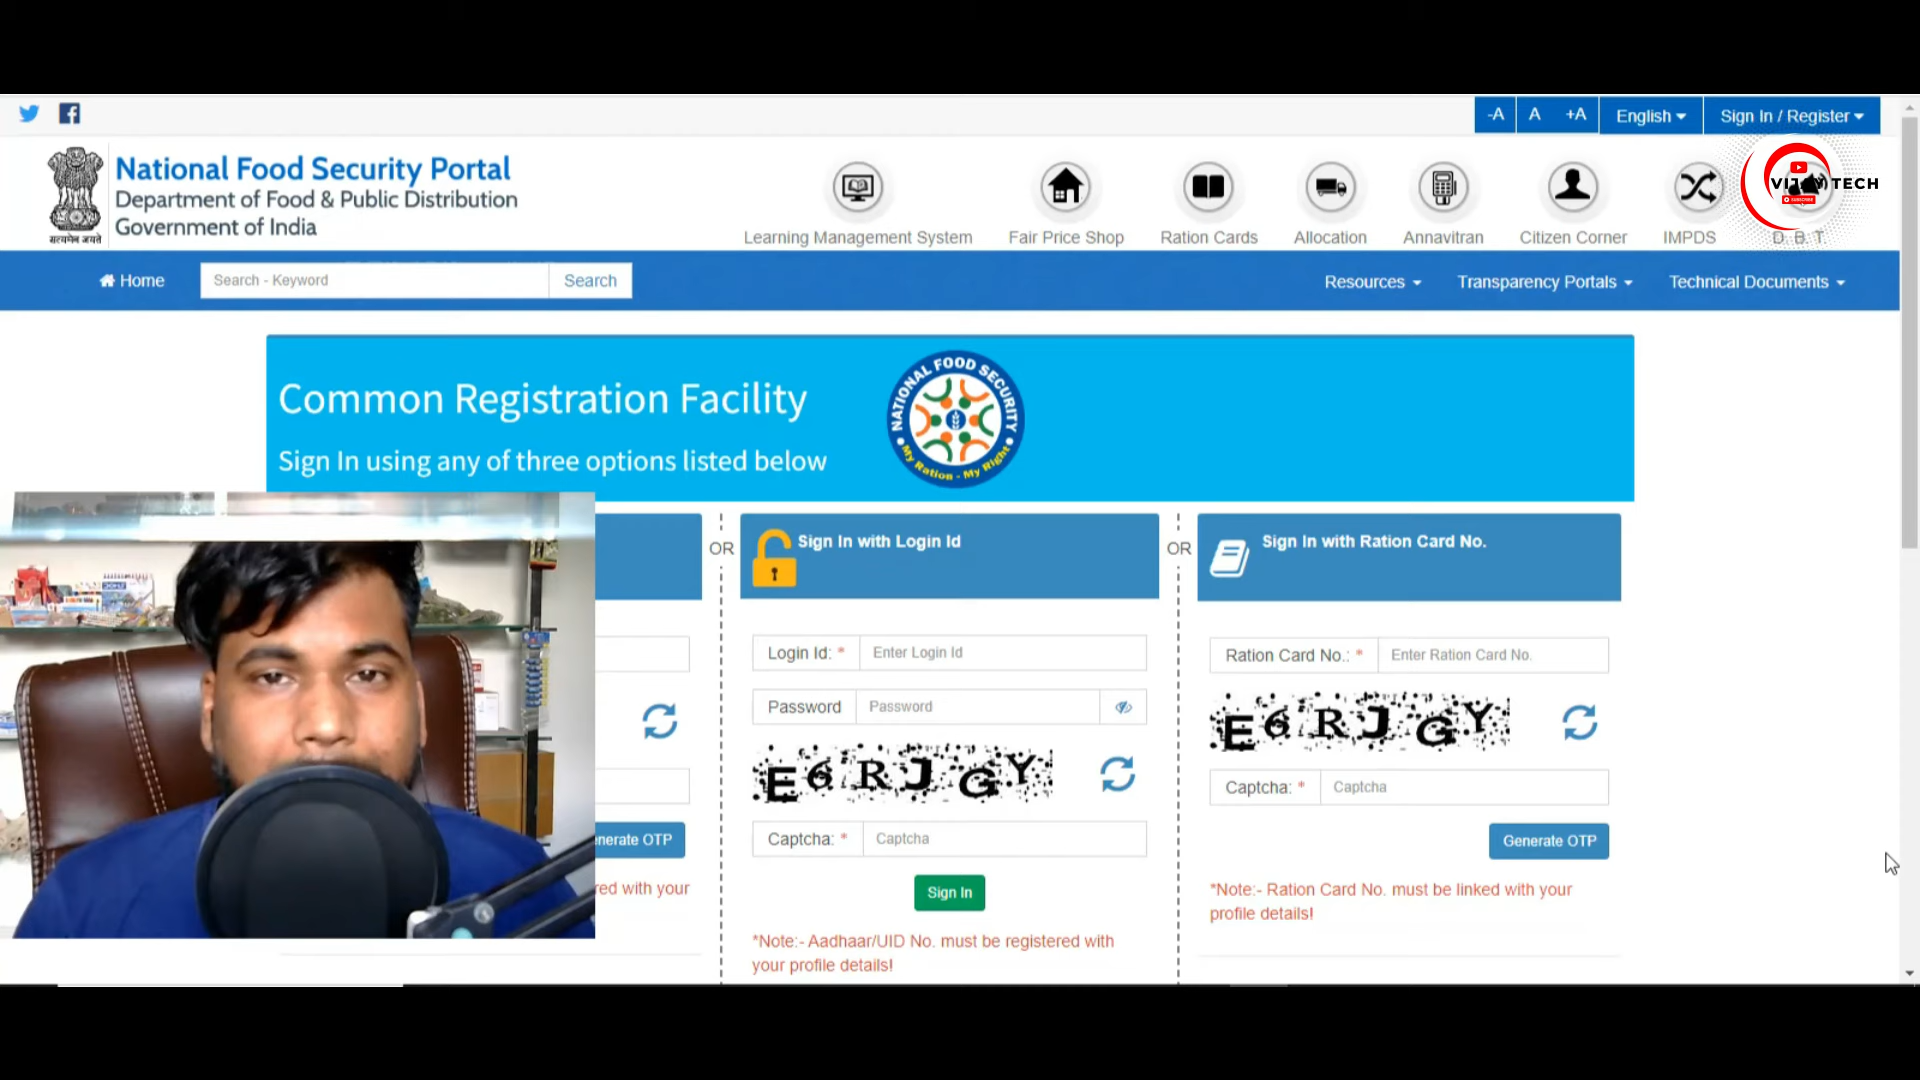 -A A +A English Sign In / Register
सत्यमेव जयते
National Food Security Portal
Department of Food & Public Distribution
Government of India
Learning Management System
Fair Price Shop
Ration Cards
Allocation
Annavitran
Citizen Corner
IMPDS
D. B. T.
TECH
SUBSCRIBE
Home
Search - Keyword
Search
Resources
Transparency Portals
Technical Documents
Common Registration Facility
Sign In using any of three options listed below
NATIONAL FOOD SECURITY
My Ration - My Right
OR
Sign In with Login Id
OR
Sign In with Ration Card No.
Login Id: * Enter Login Id
Password Password
E6RJGY
Captcha: * Captcha
Sign In
*Note:- Aadhaar/UID No. must be registered with
your profile details!
Ration Card No.: * Enter Ration Card No.
E6RJGY
Captcha: * Captcha
Generate OTP
*Note:- Ration Card No. must be linked with your
profile details!
nerate OTP
red with your